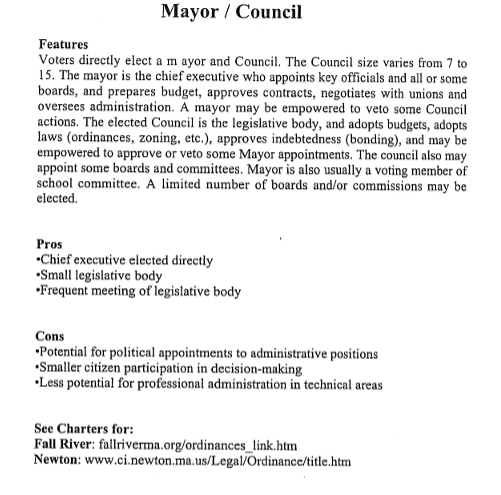 Mayor / Council
Features
Voters directly elect a m ayor and Council. The Council size varies from 7 to
15. The mayor is the chief executive who appoints key officials and all or some
boards, and prepares budget, approves contracts, negotiates with unions and
oversees administration. A mayor may be empowered to veto some Council
actions. The elected Council is the legislative body, and adopts budgets, adopts
laws (ordinances, zoning, etc.), approves indebtedness (bonding), and may be
empowered to approve or veto some Mayor appointments. The council also may
appoint some boards and committees. Mayor is also usually a voting member of
school committee. A limited number of boards and/or commissions may be
elected.
Pros
•Chief executive elected directly
•Small legislative body
•Frequent meeting of legislative body
Cons
•Potential for political appointments to administrative positions
•Smaller citizen participation in decision-making
•Less potential for professional administration in technical areas
See Charters for:
Fall River: fallriverma.org/ordinances_link.htm
Newton: www.ci.newton.ma.us/Legal/Ordinance/title.htm